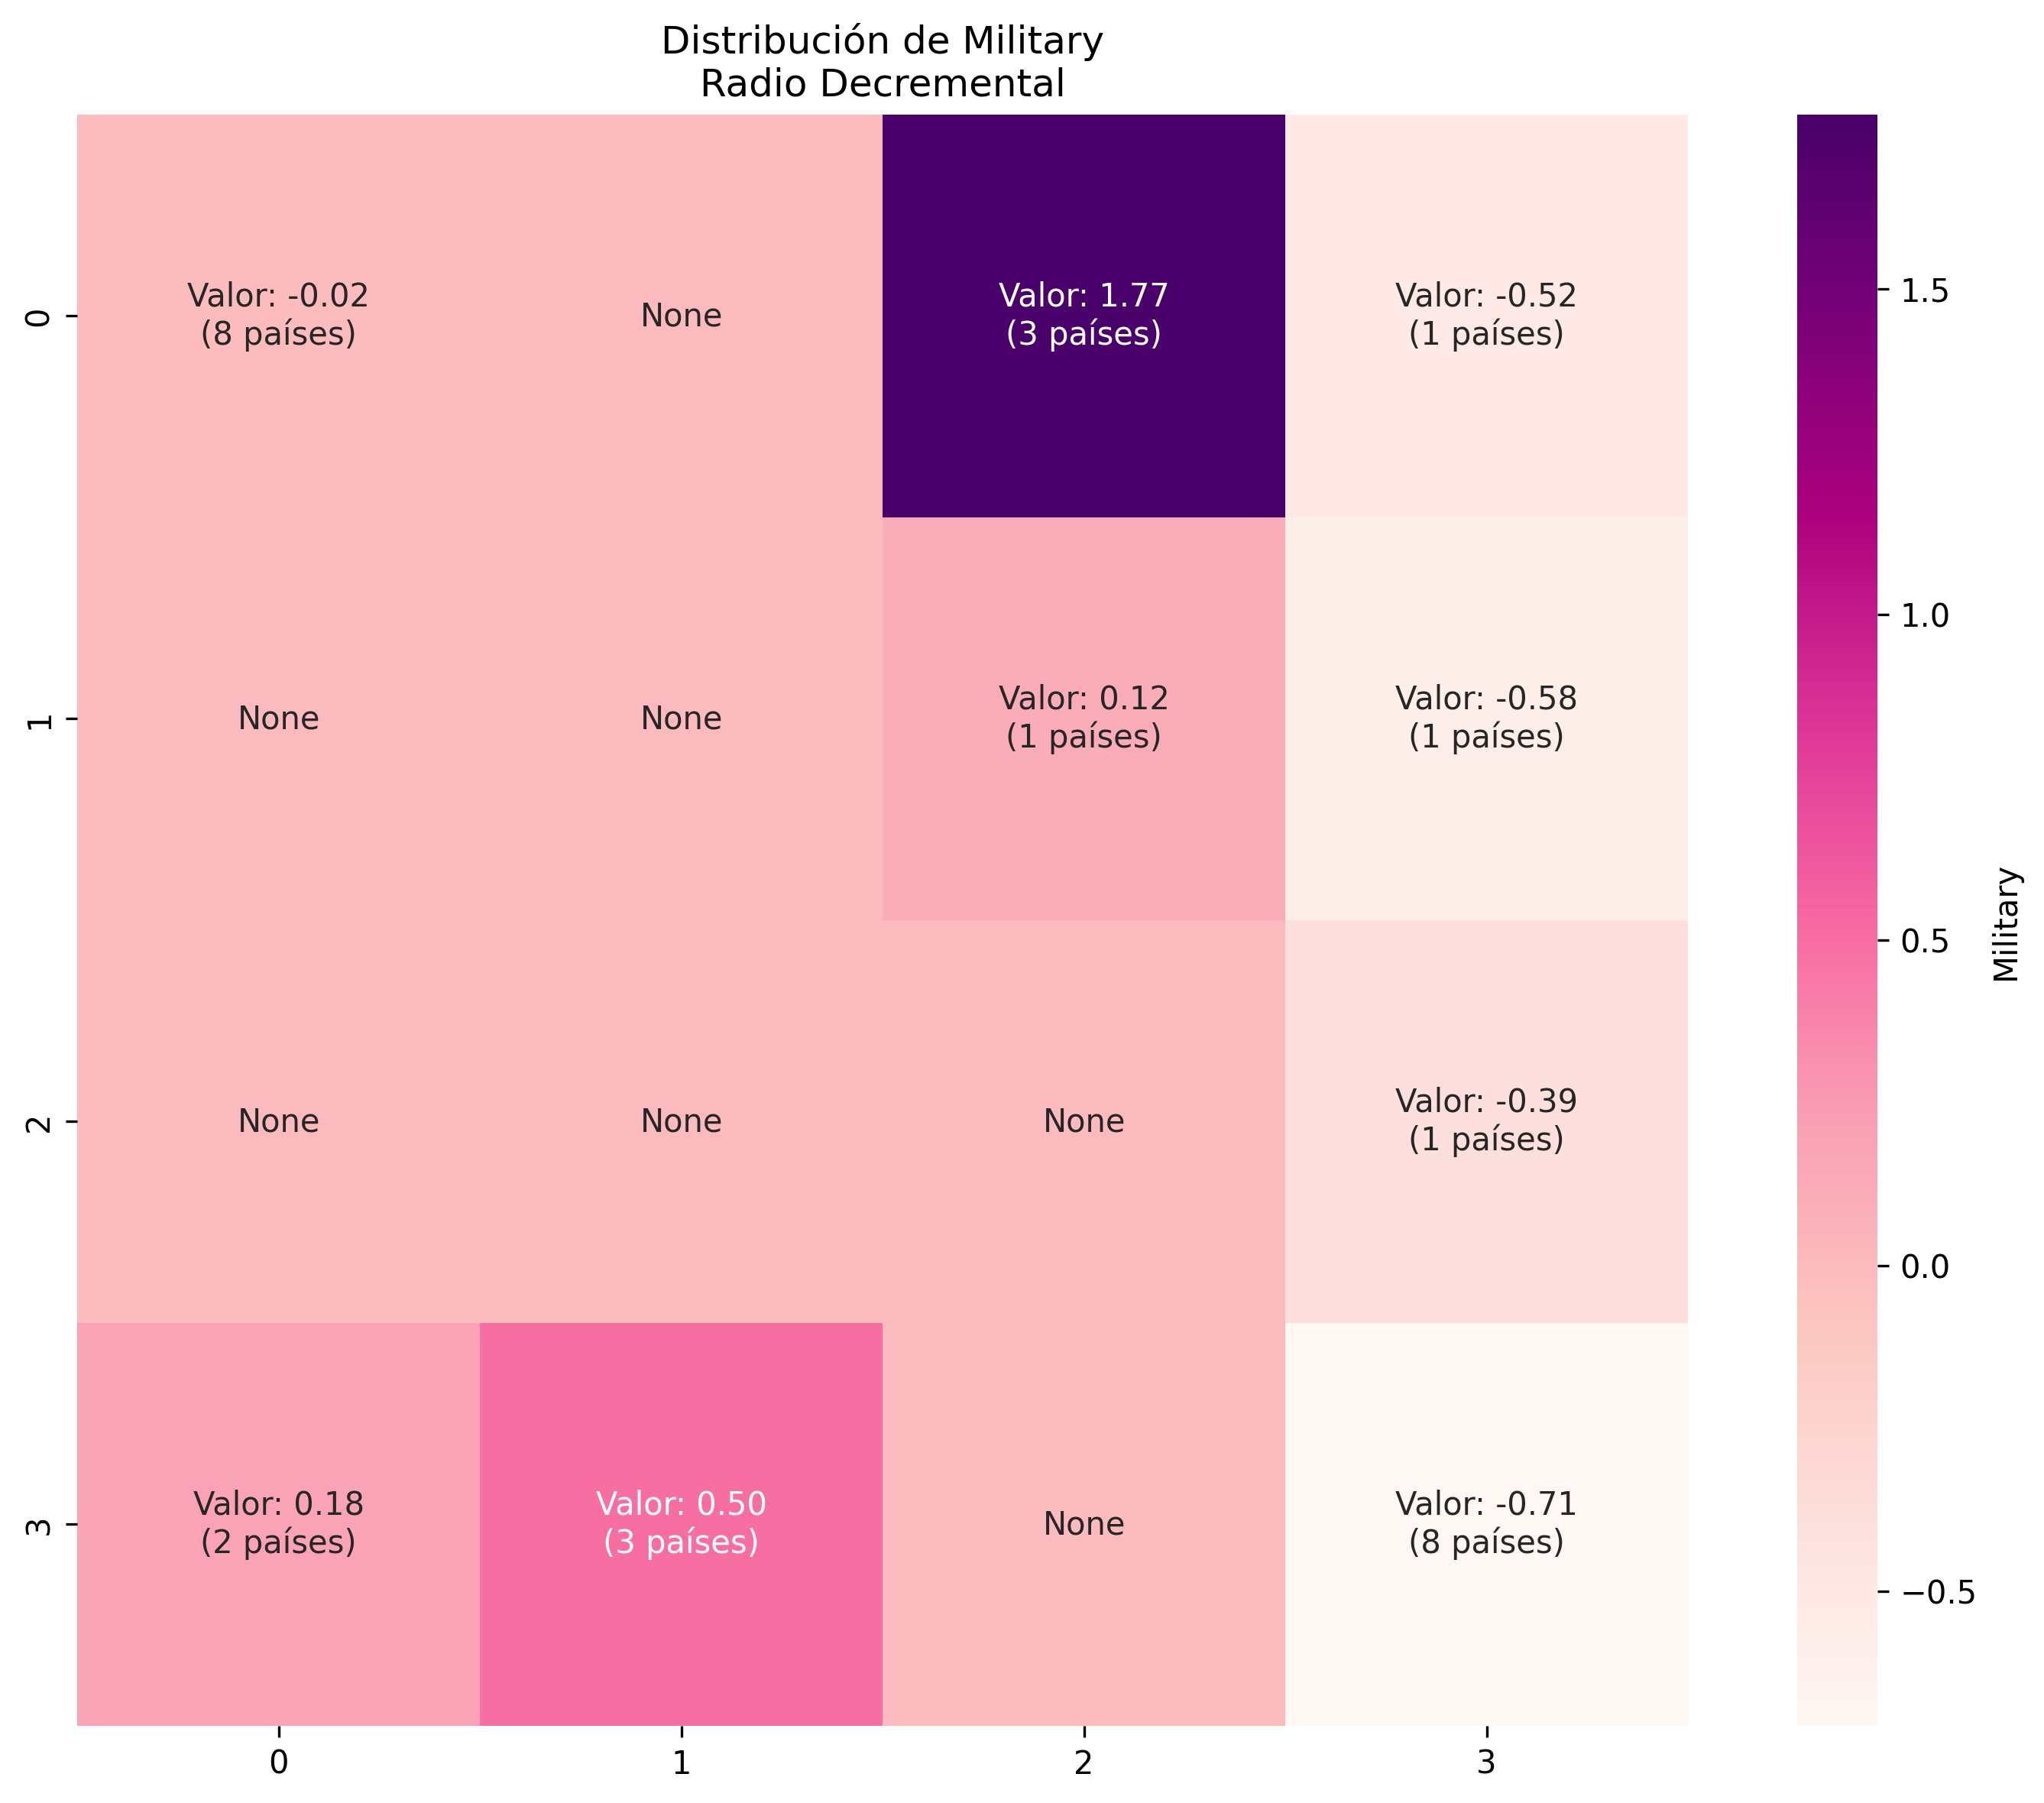 Distribución de Military
Radio Decremental
0
Valor: -0.02
(8 países)
None
Valor: 1.77
(3 países)
Valor: -0.52
(1 países)
1
None
None
Valor: 0.12
(1 países)
Valor: -0.58
(1 países)
2
None
None
None
Valor: -0.39
(1 países)
3
Valor: 0.18
(2 países)
Valor: 0.50
(3 países)
None
Valor: -0.71
(8 países)
0
1
2
3
1.5
1.0
0.5
0.0
−0.5
Military